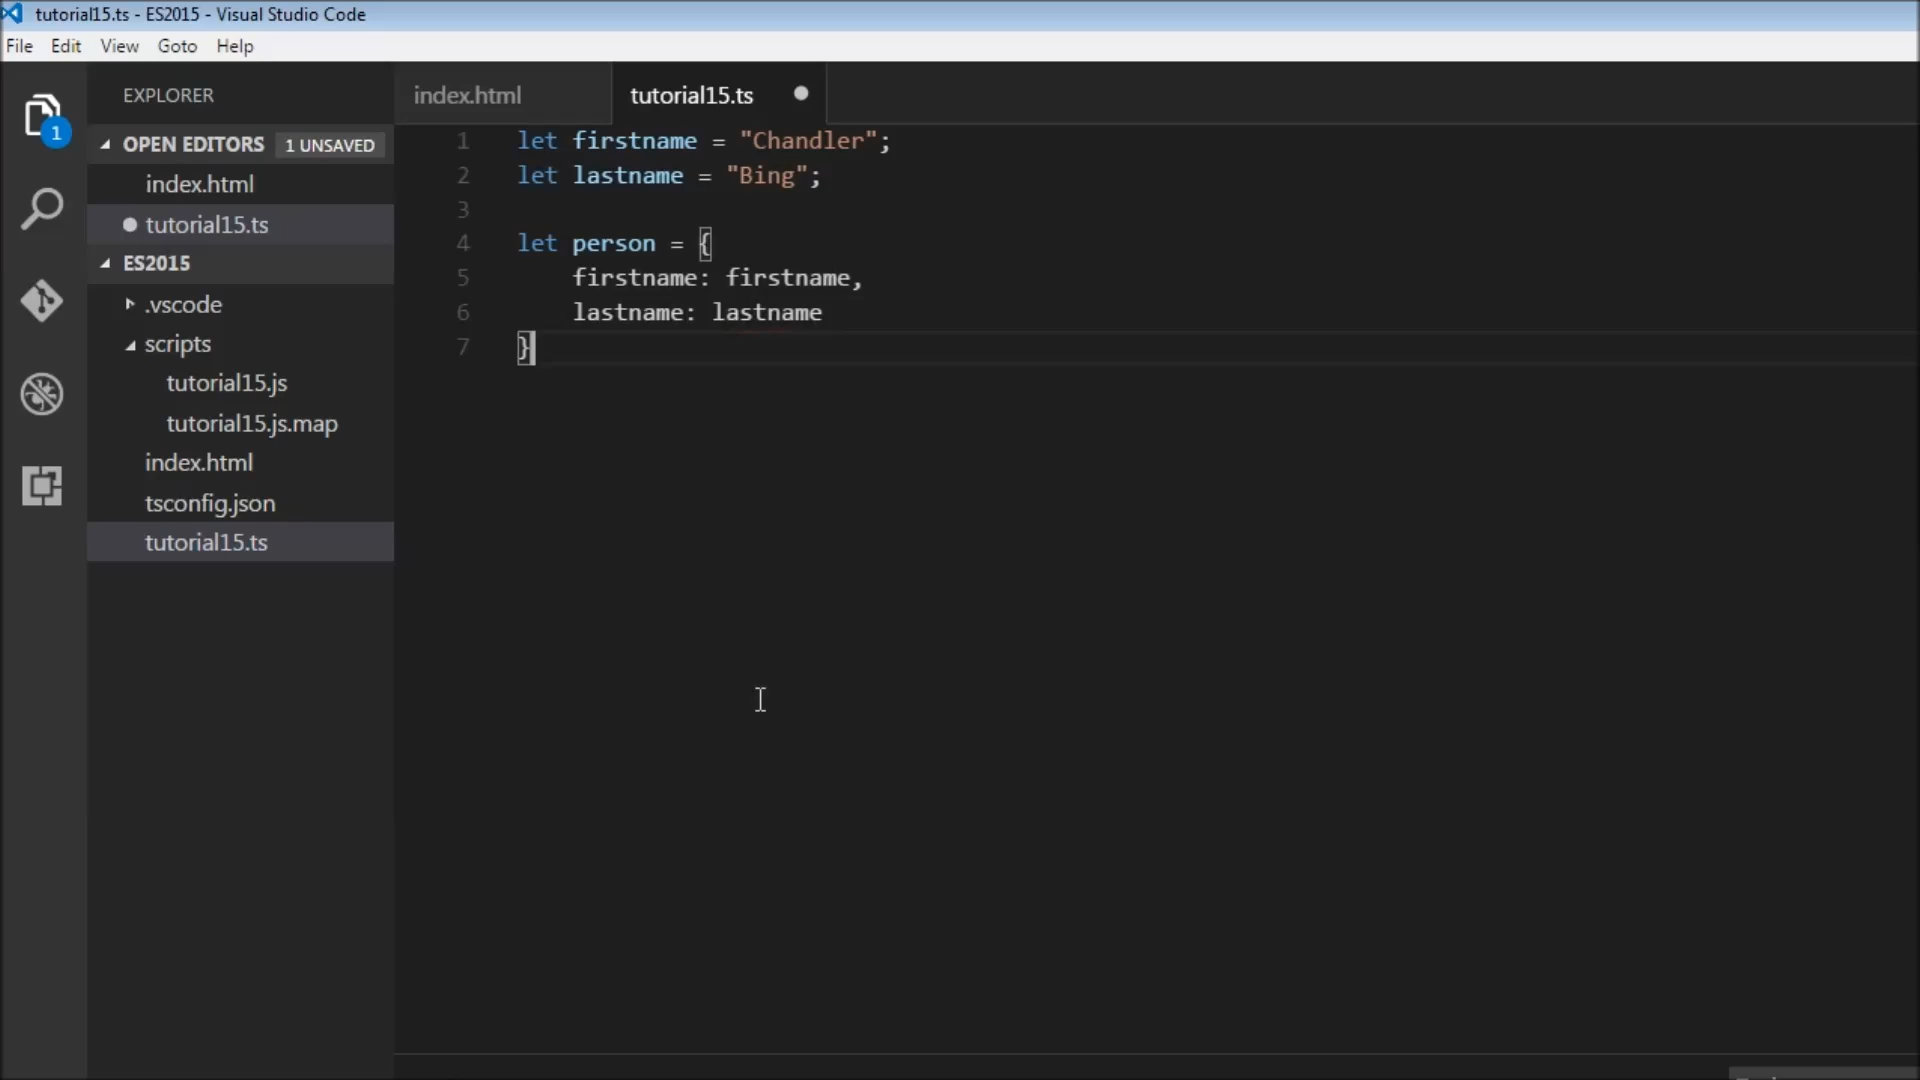 tutorial15.ts - ES2015 - Visual Studio Code
File Edit View Goto Help
EXPLORER
OPEN EDITORS 1 UNSAVED
index.html
tutorial15.ts
ES2015
.vscode
scripts
tutorial15.js
tutorial15.js.map
index.html
tsconfig.json
tutorial15.ts
1
index.html tutorial15.ts
1 let firstname = "Chandler";
2 let lastname = "Bing";
3
4 let person = {
5 firstname: firstname,
6 lastname: lastname
7 }